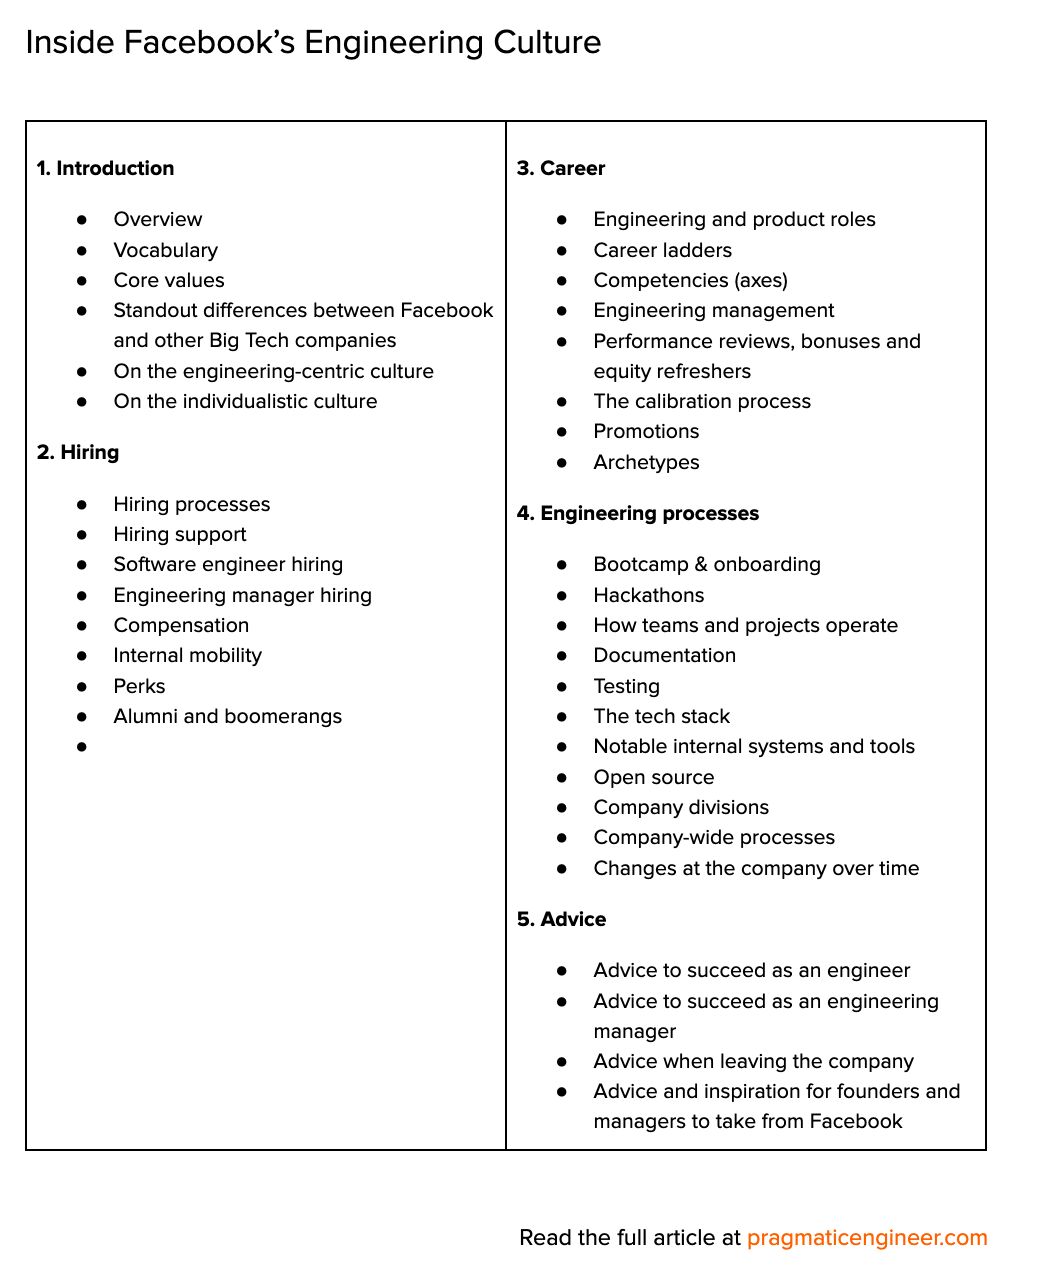 Inside Facebook’s Engineering Culture
1. Introduction
● Overview
● Vocabulary
● Core values
● Standout differences between Facebook
and other Big Tech companies
● On the engineering-centric culture
● On the individualistic culture
2. Hiring
● Hiring processes
● Hiring support
● Software engineer hiring
● Engineering manager hiring
● Compensation
● Internal mobility
● Perks
● Alumni and boomerangs
●
3. Career
● Engineering and product roles
● Career ladders
● Competencies (axes)
● Engineering management
● Performance reviews, bonuses and
equity refreshers
● The calibration process
● Promotions
● Archetypes
4. Engineering processes
● Bootcamp & onboarding
● Hackathons
● How teams and projects operate
● Documentation
● Testing
● The tech stack
● Notable internal systems and tools
● Open source
● Company divisions
● Company-wide processes
● Changes at the company over time
5. Advice
● Advice to succeed as an engineer
● Advice to succeed as an engineering
manager
● Advice when leaving the company
● Advice and inspiration for founders and
managers to take from Facebook
Read the full article at pragmaticengineer.com